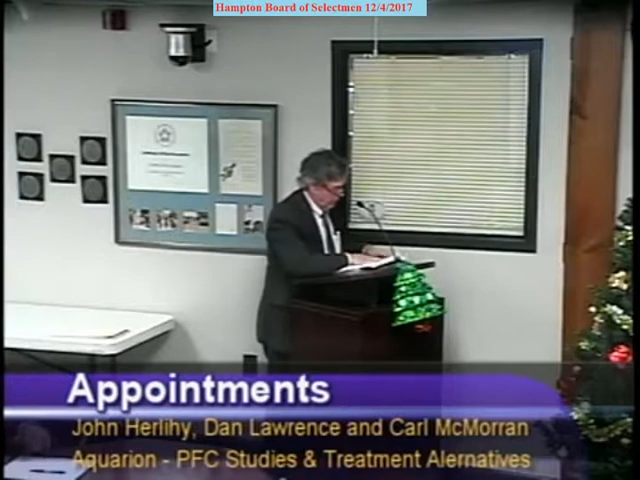 Hampton Board of Selectmen 12/4/2017
Appointments
John Herlihy, Dan Lawrence and Carl McMorran
Aquarion - PFC Studies & Treatment Alernatives